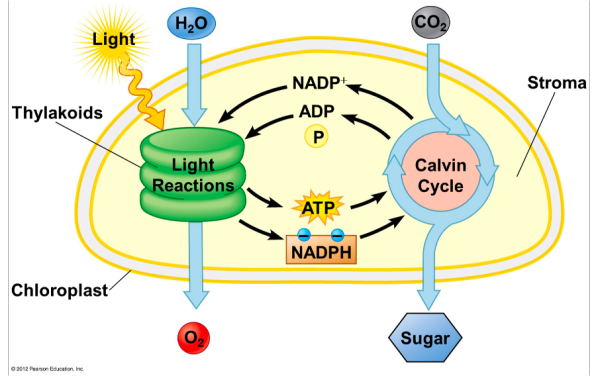 H₂O
CO₂
Light
NADP⁺
Stroma
ADP
Thylakoids
P
Light
Reactions
Calvin
Cycle
ATP
− −
NADPH
Chloroplast
O₂
Sugar
© 2012 Pearson Education, Inc.